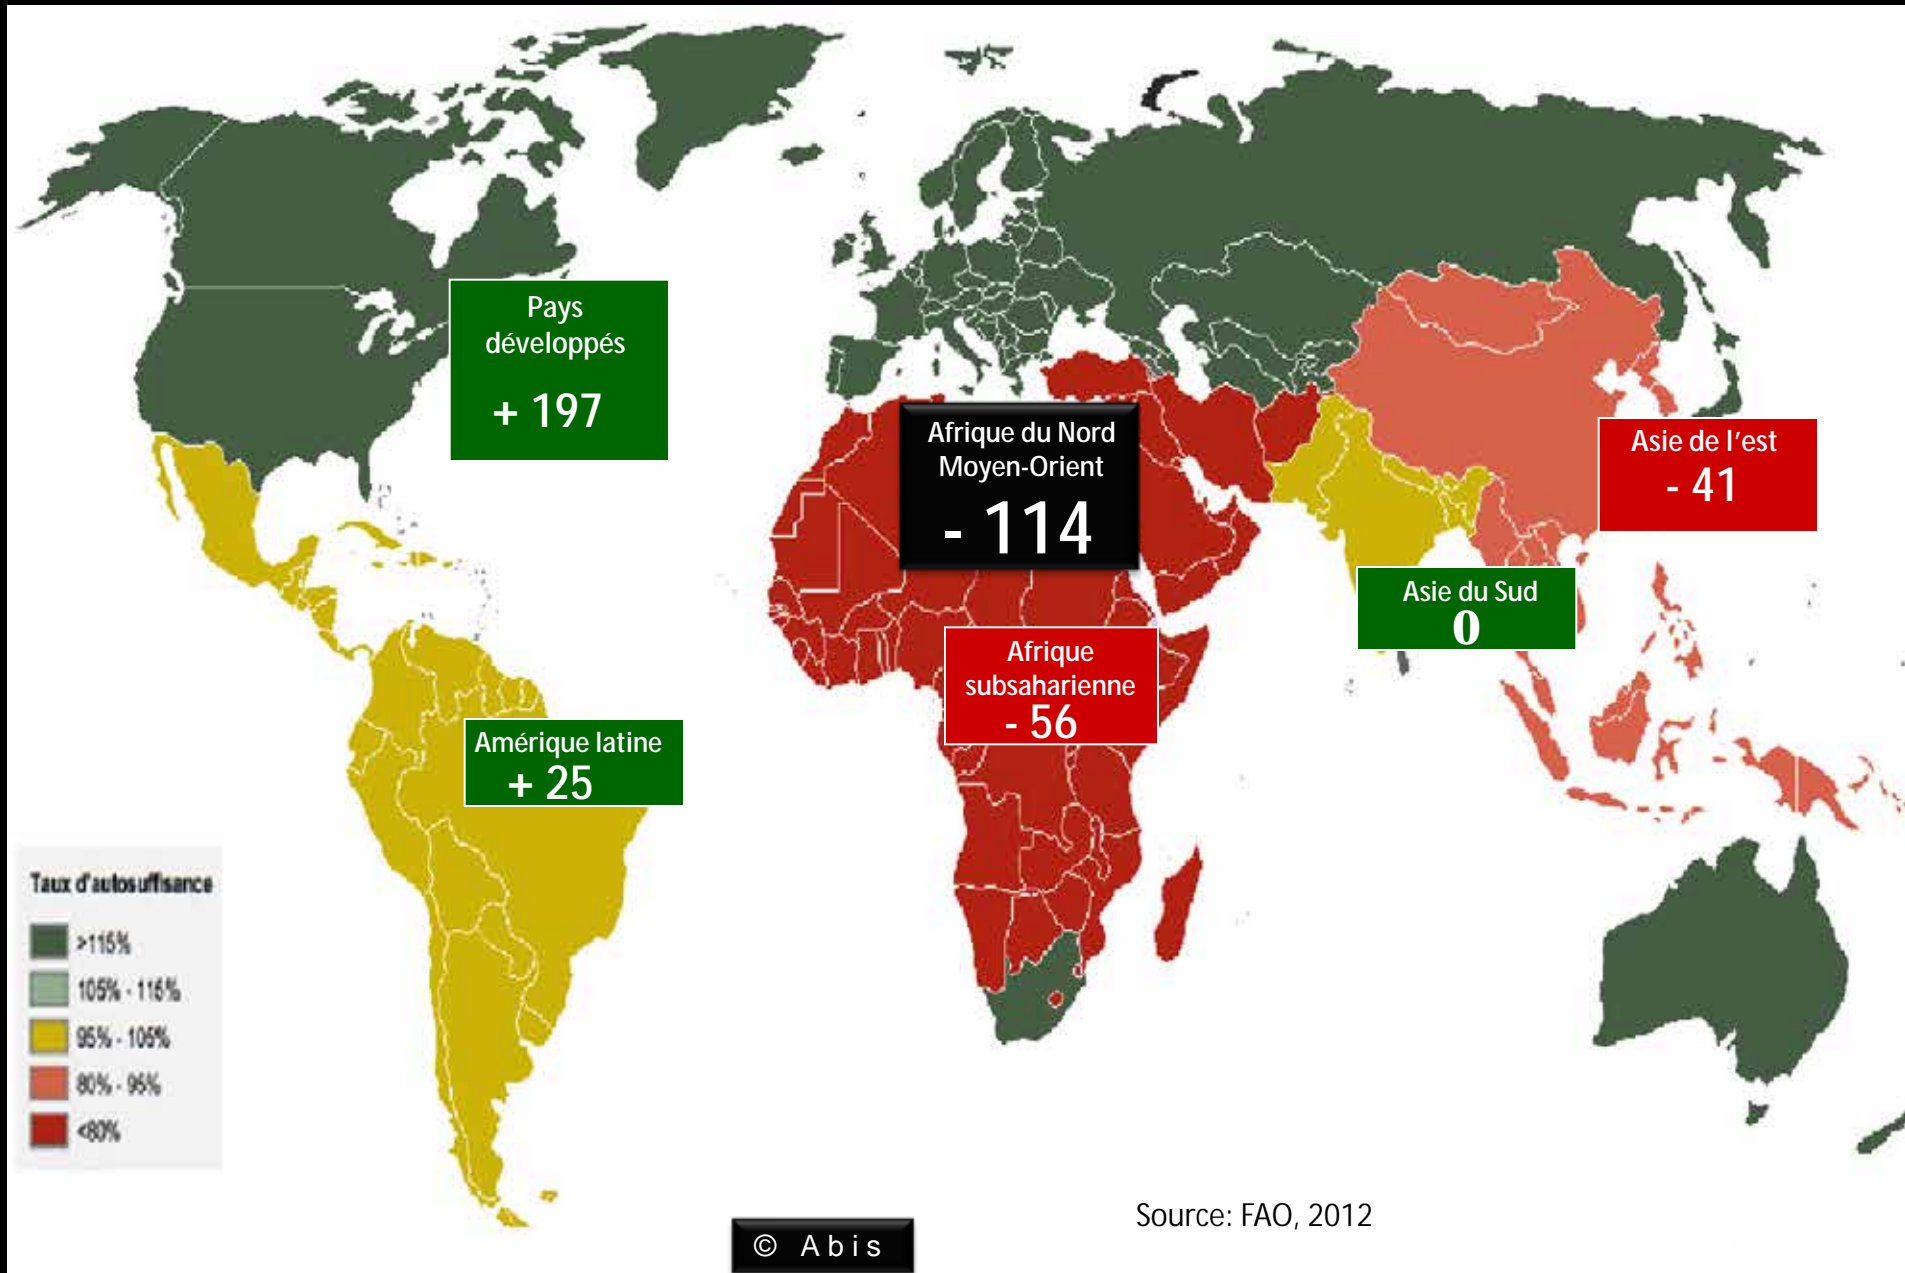 Pays
développés
+ 197
Afrique du Nord
Moyen-Orient
- 114
Asie de l'est
- 41
Asie du Sud
0
Afrique
subsaharienne
- 56
Amérique latine
+ 25
Taux d'autosuffisance
>115%
105% - 115%
95% - 105%
80% - 95%
<80%
Source: FAO, 2012
© Abis